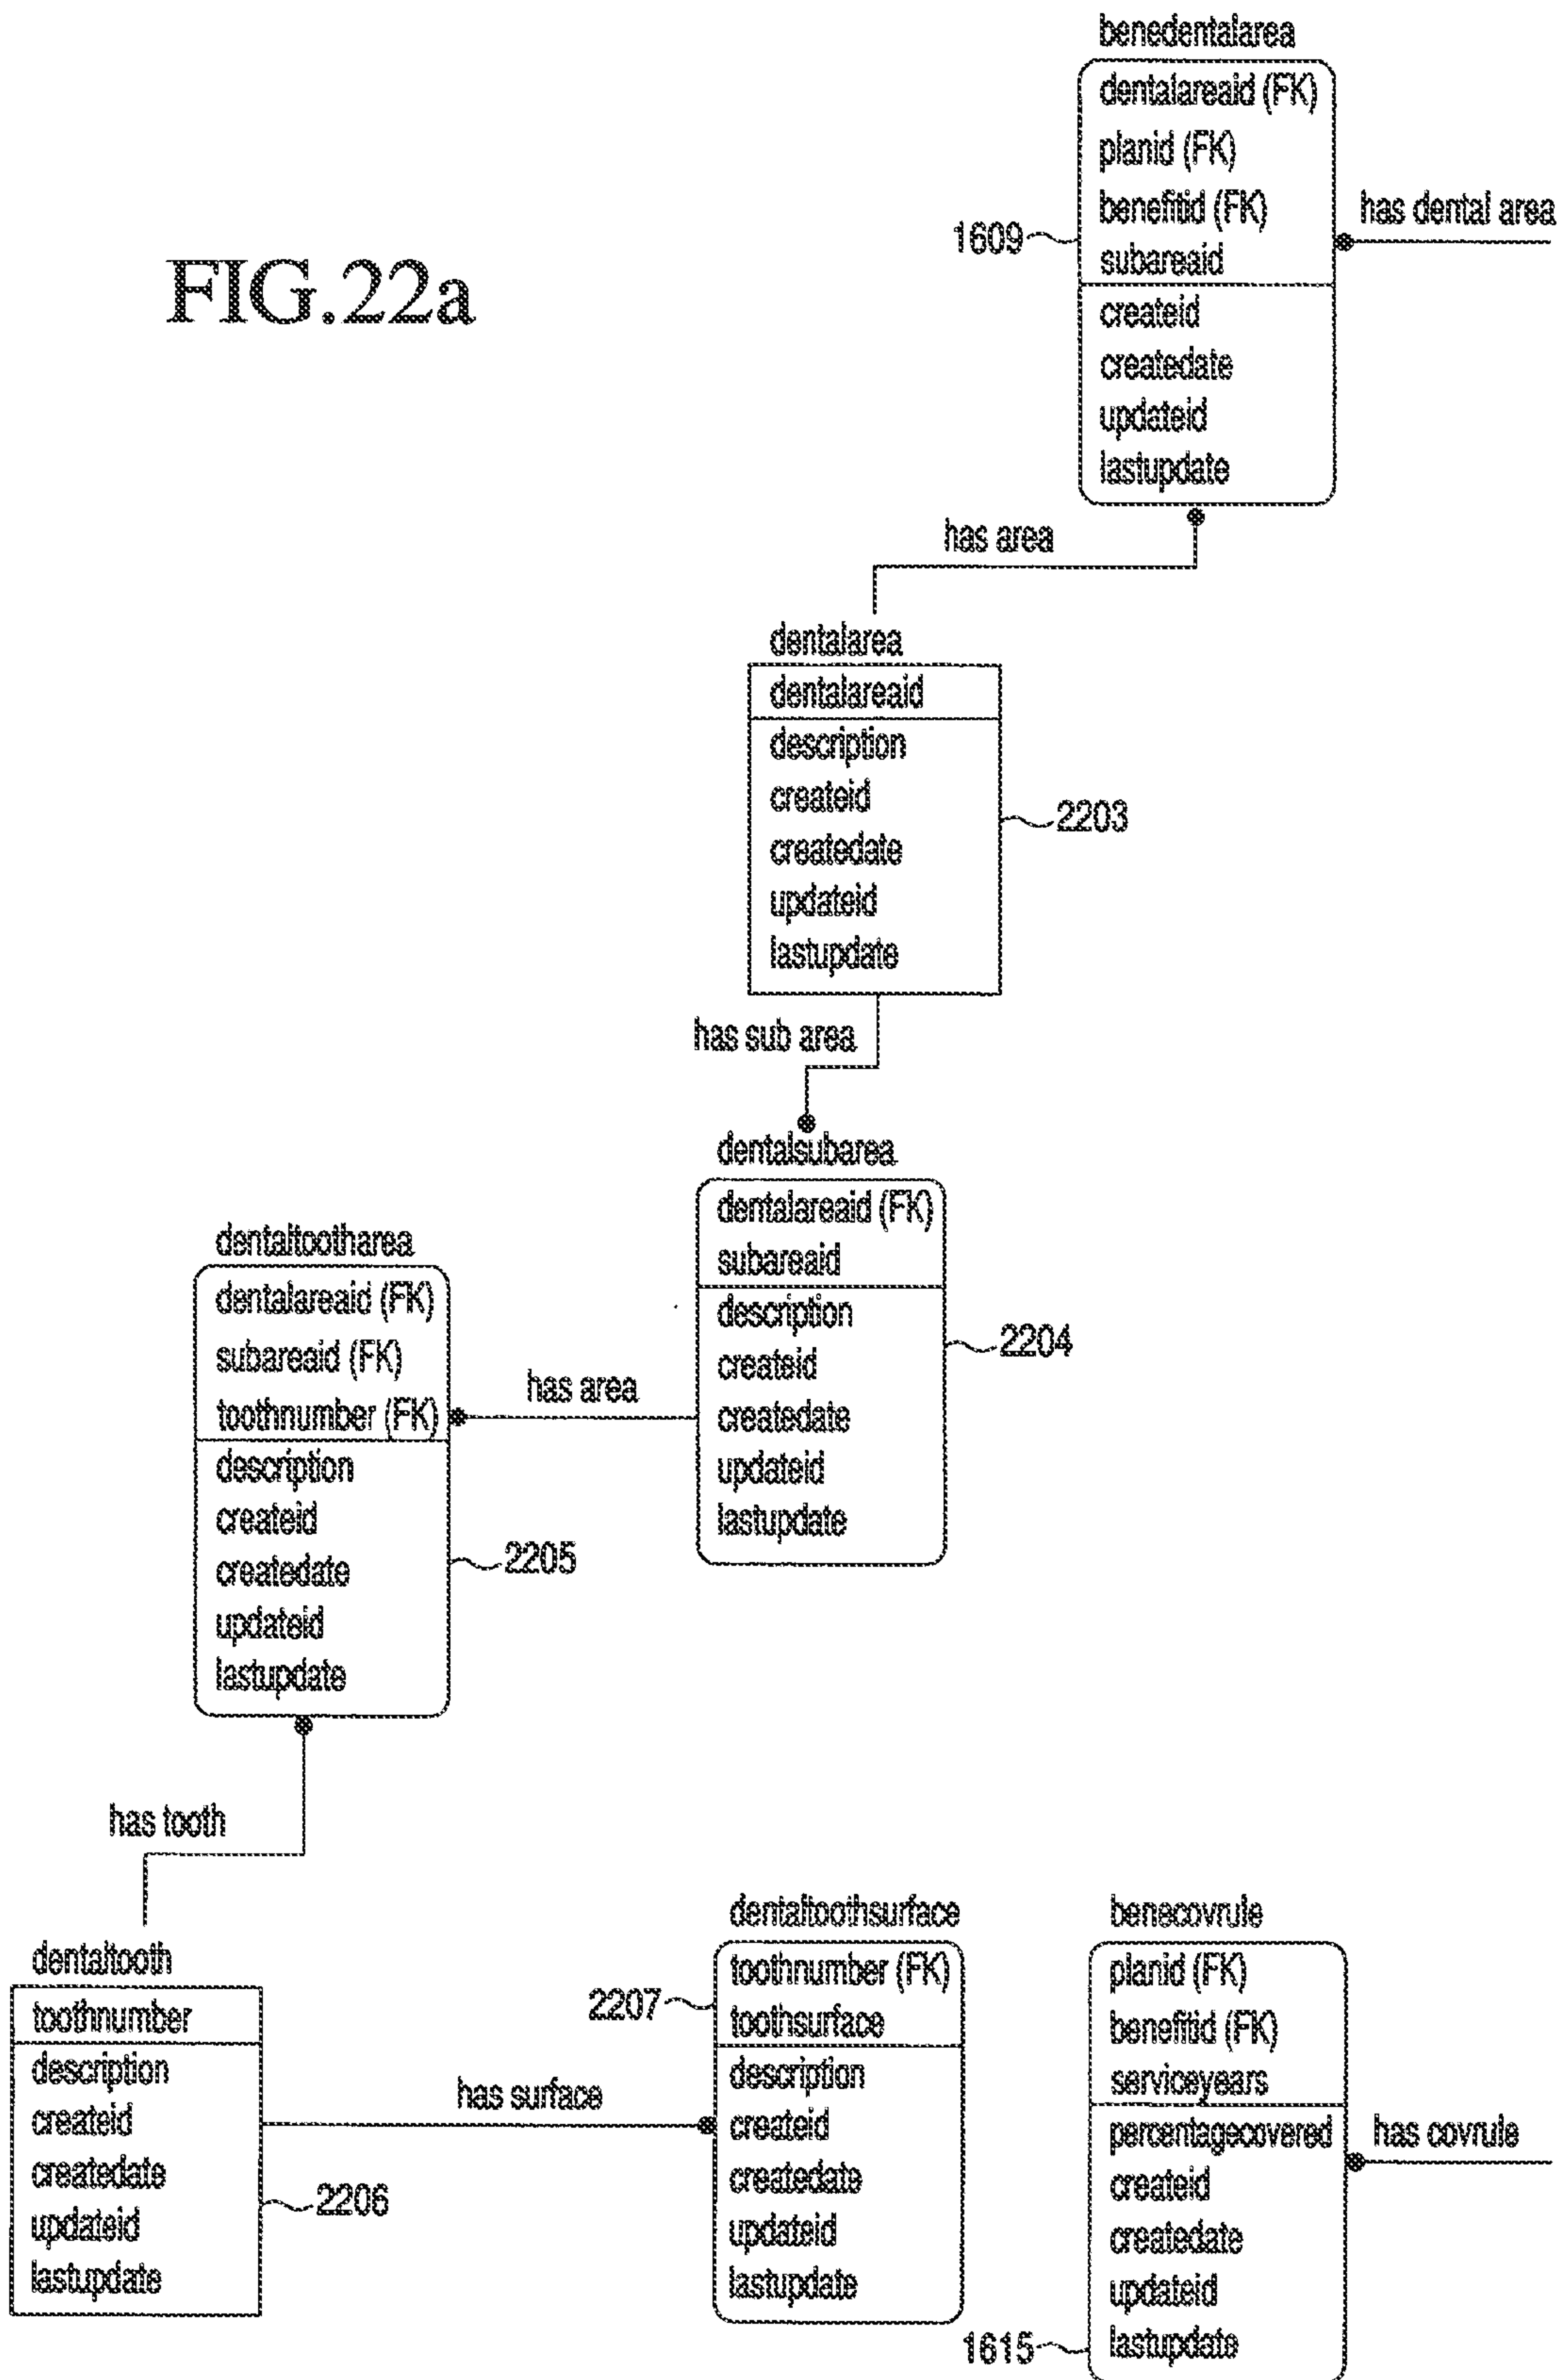 benedentalarea
dentalareaid (FK)
planid (FK)
benefitid (FK)
has dental area
1609
subareaid
FIG.22a
createid
createdate
updateid
lastupdate
has area
dentalarea
dentalareaid
description
createid
2203
createdate
updateid
lastupdate
has sub area
dentalsubarea
dentalareaid (FK)
subareaid
description
2204
createid
createdate
updateid
lastupdate
dentaltootharea
dentalareaid (FK)
subareaid (FK)
has area
toothnumber (FK)
description
createid
2205
createdate
updateid
lastupdate
has tooth
dentaltooth
toothnumber
description
createid
createdate
2206
updateid
lastupdate
has surface
dentaltoothsurface
toothnumber (FK)
2207
toothsurface
description
createid
createdate
updateid
lastupdate
benecovrule
planid (FK)
benefitid (FK)
serviceyears
percentagecovered
has covrule
createid
createdate
updateid
1615
lastupdate